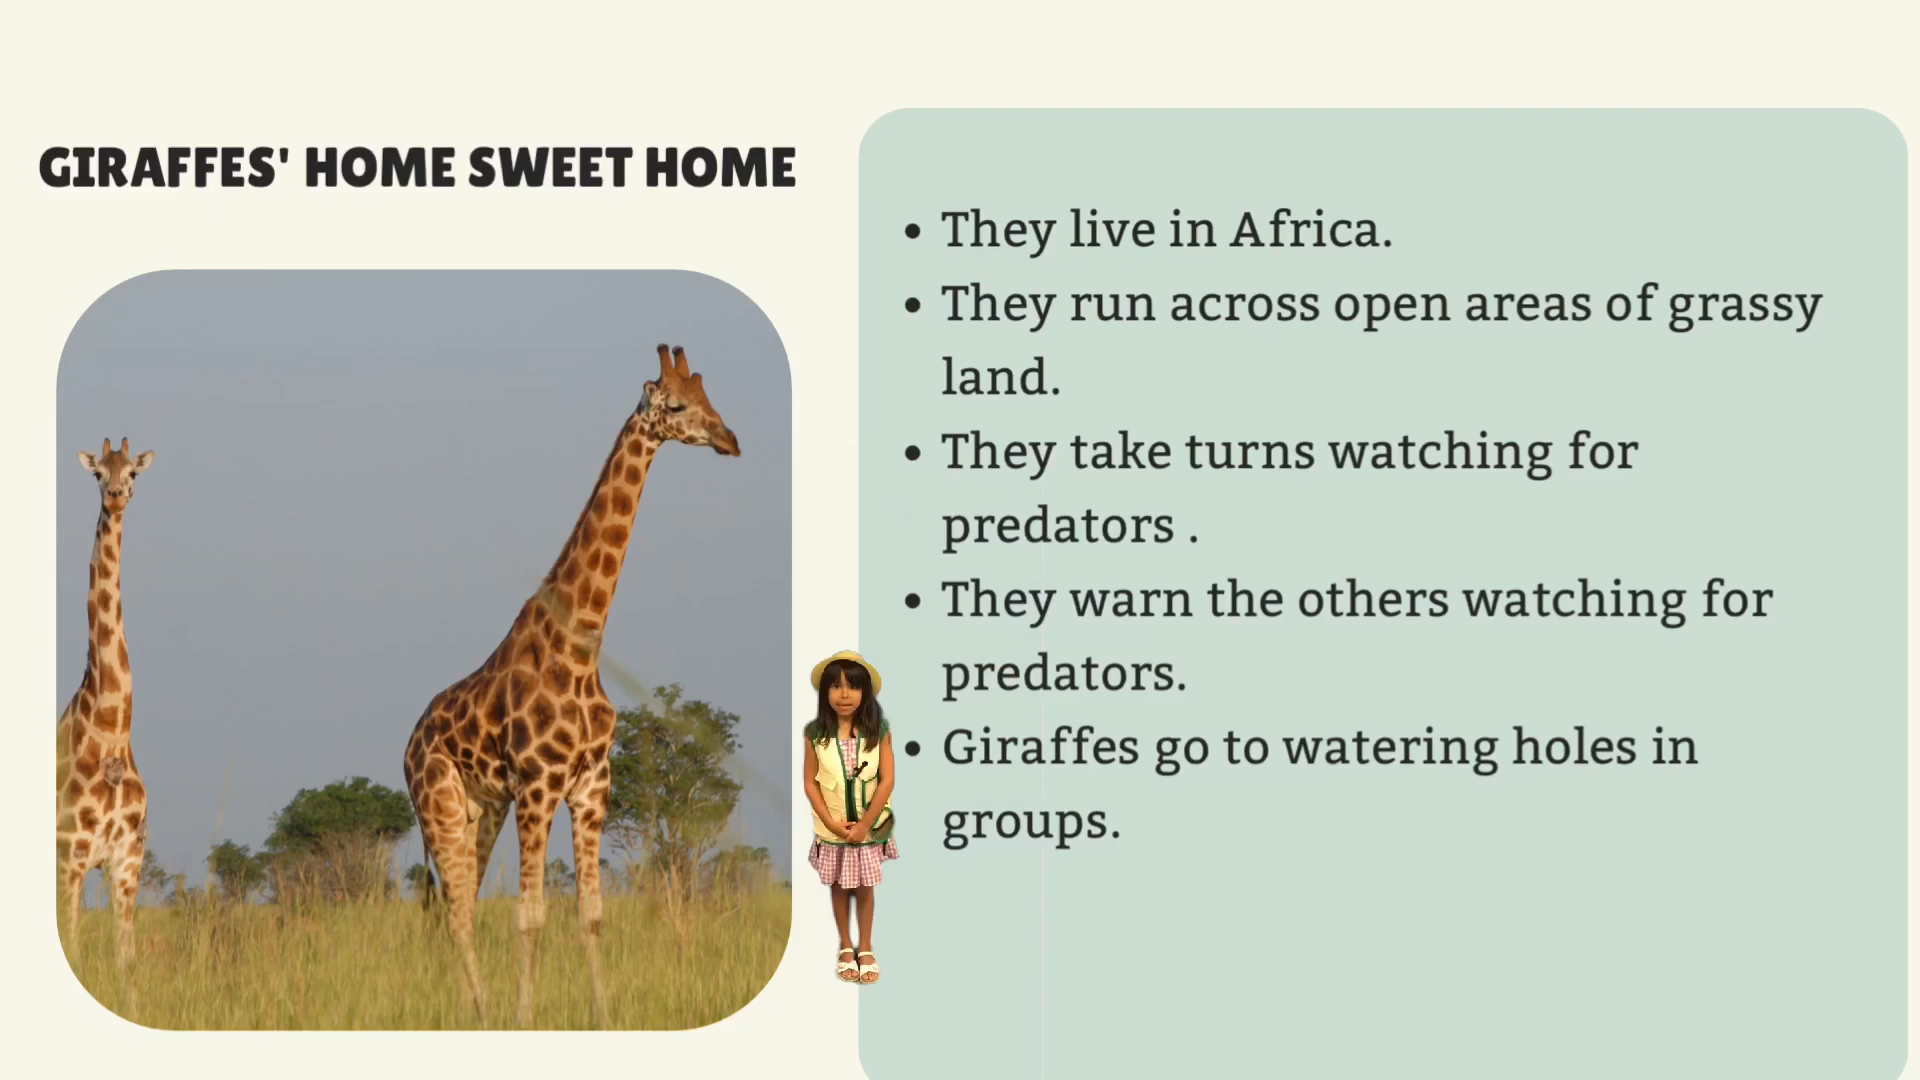 GIRAFFES' HOME SWEET HOME
• They live in Africa.
• They run across open areas of grassy
land.
• They take turns watching for
predators .
• They warn the others watching for
predators.
• Giraffes go to watering holes in
groups.